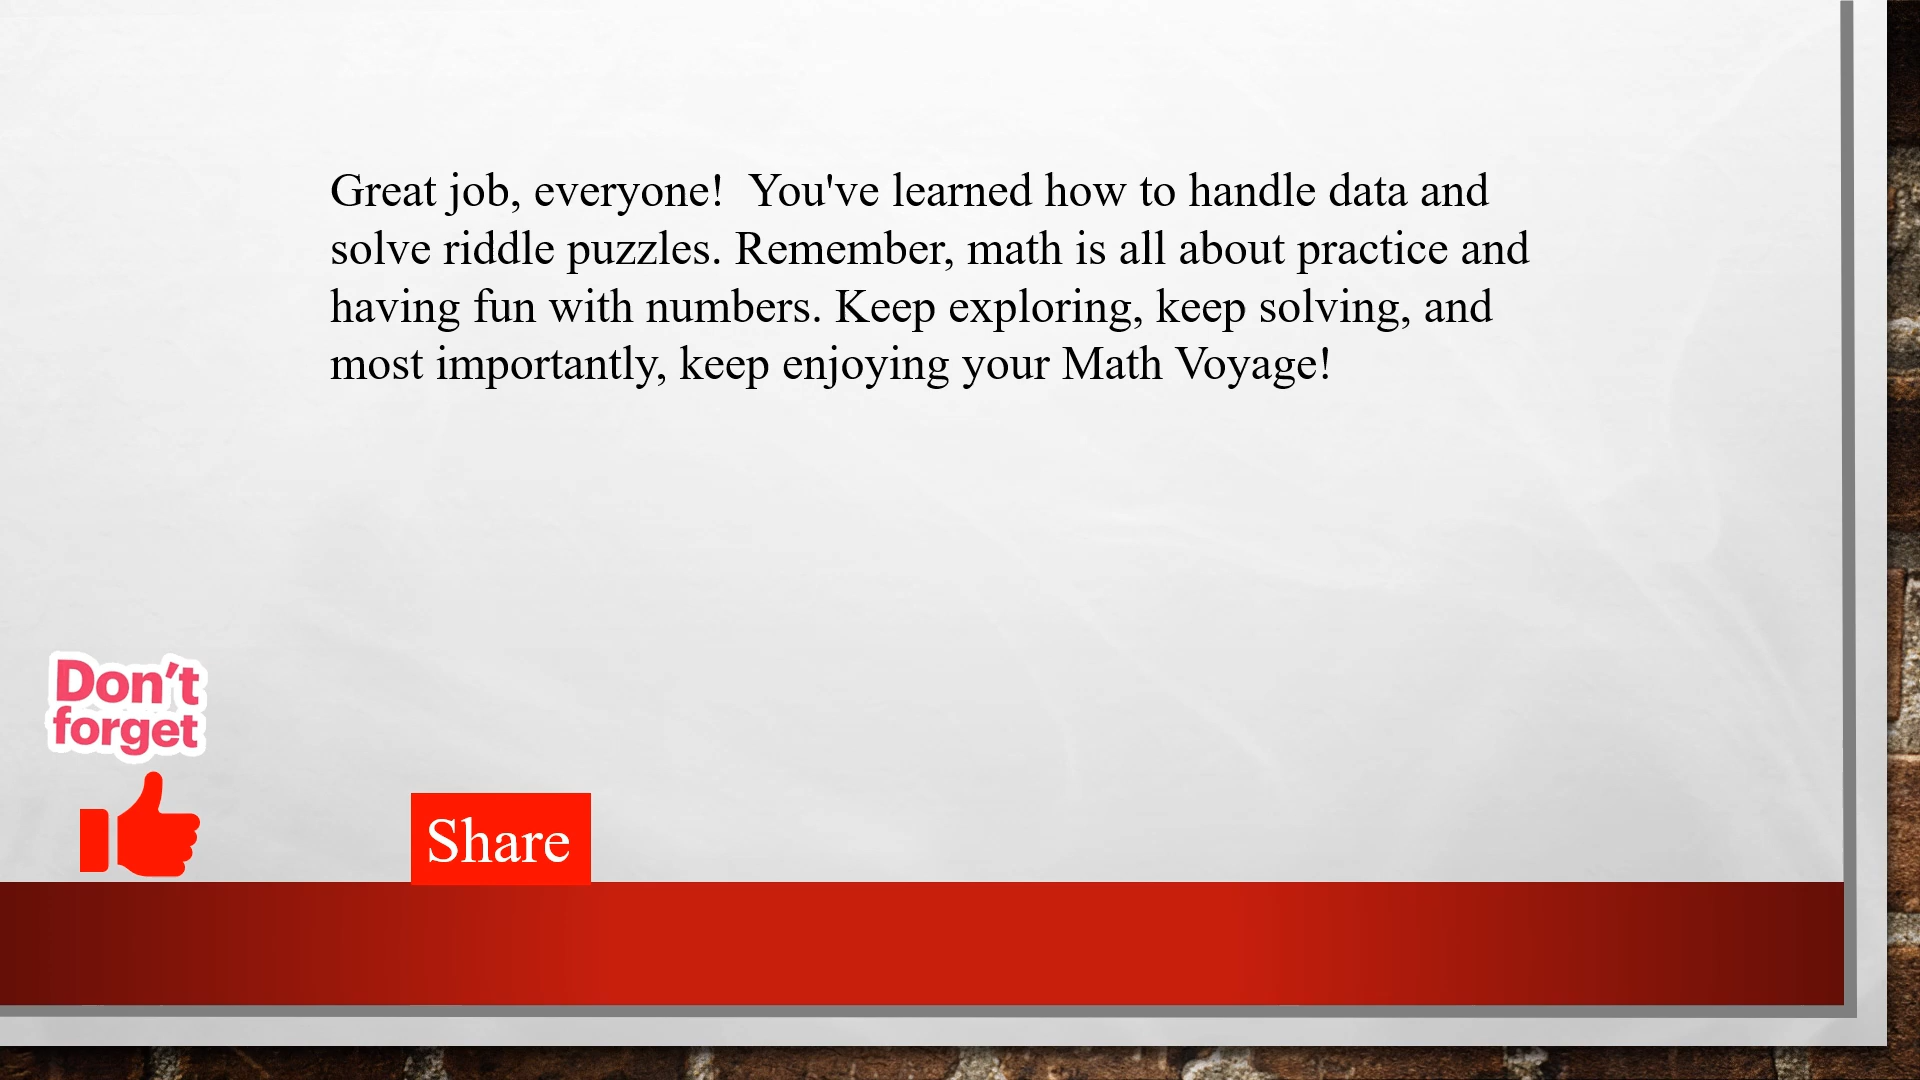 Great job, everyone!  You've learned how to handle data and
solve riddle puzzles. Remember, math is all about practice and
having fun with numbers. Keep exploring, keep solving, and
most importantly, keep enjoying your Math Voyage!
Don't
forget
Share